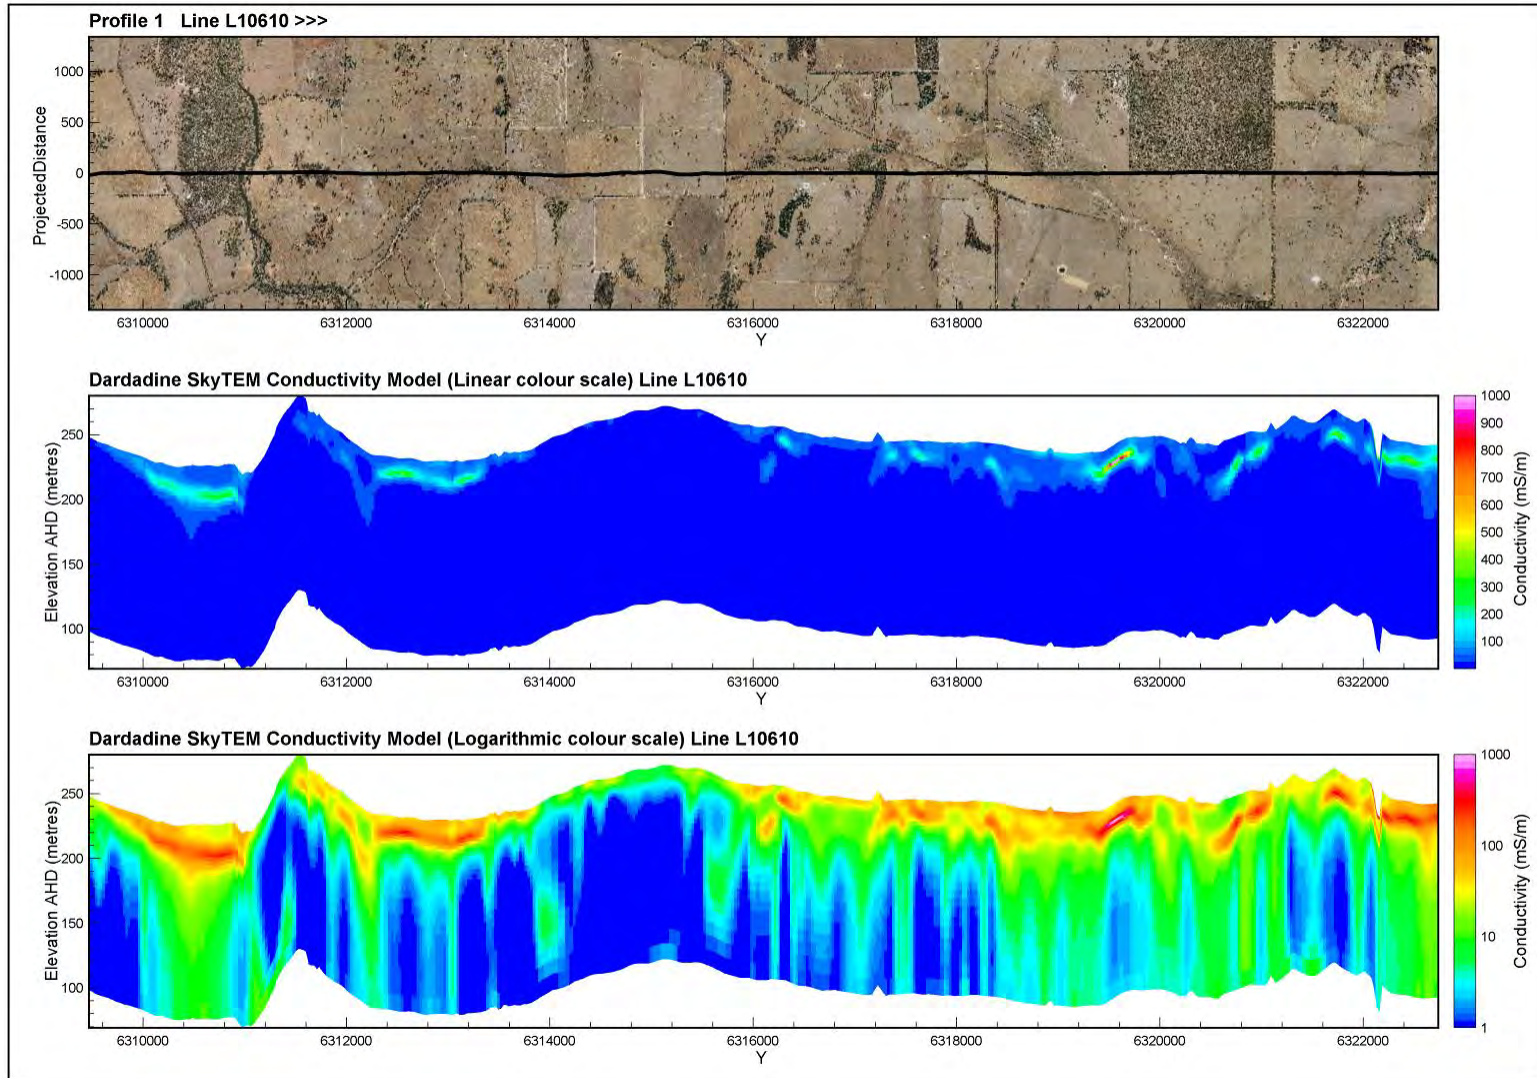 Profile 1 Line L10610 >>>
ProjectedDistance
1000
500
0
-500
-1000
6310000 6312000 6314000 6316000 6318000 6320000 6322000
Y
Dardadine SkyTEM Conductivity Model (Linear colour scale) Line L10610
Elevation AHD (metres)
250
200
150
100
6310000 6312000 6314000 6316000 6318000 6320000 6322000
Y
1000
900
800
700
600
500
400
300
200
100
Conductivity (mS/m)
Dardadine SkyTEM Conductivity Model (Logarithmic colour scale) Line L10610
Elevation AHD (metres)
250
200
150
100
6310000 6312000 6314000 6316000 6318000 6320000 6322000
Y
1000
100
10
1
Conductivity (mS/m)